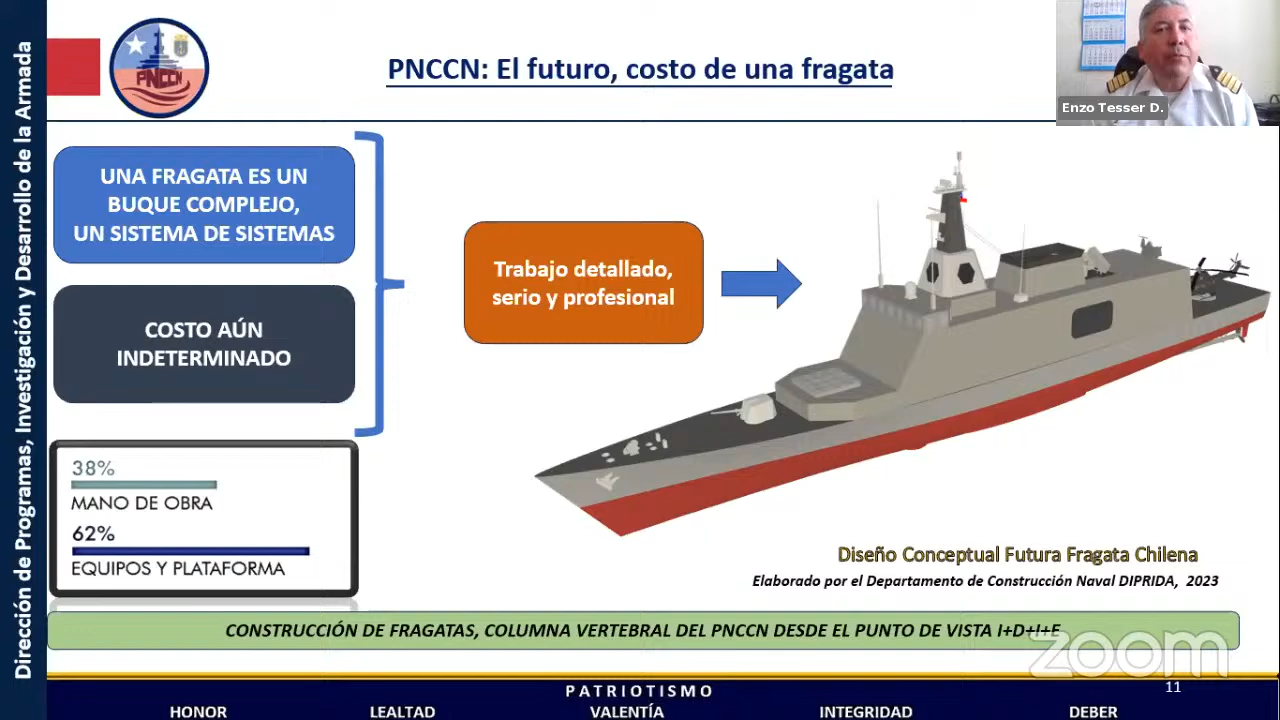 Dirección de Programas, Investigación y Desarrollo de la Armada
PNCCN
PNCCN: El futuro, costo de una fragata
Enzo Tesser D.
UNA FRAGATA ES UN
BUQUE COMPLEJO,
UN SISTEMA DE SISTEMAS
COSTO AÚN
INDETERMINADO
Trabajo detallado,
serio y profesional
38%
MANO DE OBRA
62%
EQUIPOS Y PLATAFORMA
Diseño Conceptual Futura Fragata Chilena
Elaborado por el Departamento de Construcción Naval DIPRIDA, 2023
CONSTRUCCIÓN DE FRAGATAS, COLUMNA VERTEBRAL DEL PNCCN DESDE EL PUNTO DE VISTA I+D+I+E
zoom
11
PATRIOTISMO
HONOR LEALTAD VALENTÍA INTEGRIDAD DEBER